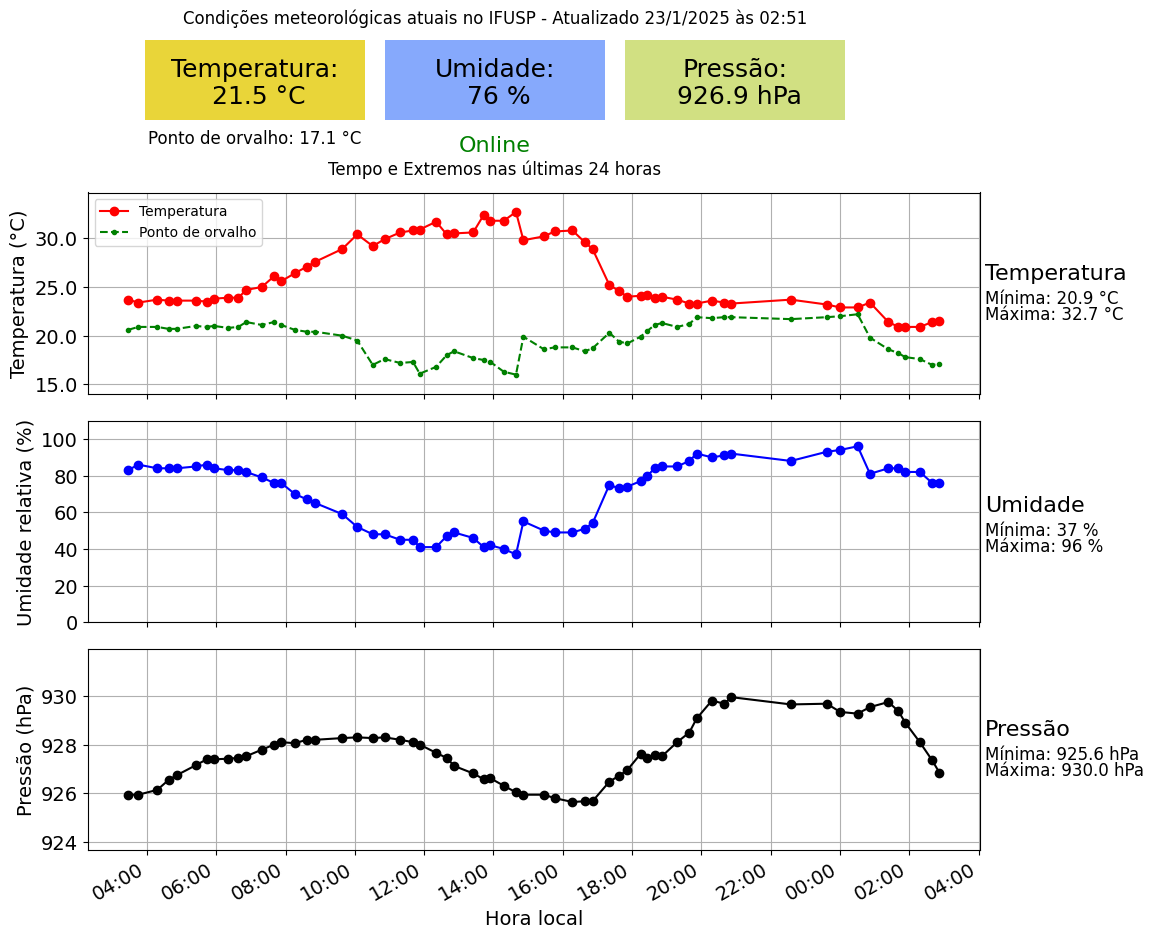 Condições meteorológicas atuais no IFUSP - Atualizado 23/1/2025 às 02:51
Temperatura:
21.5 °C
Umidade:
76 %
Pressão:
926.9 hPa
Ponto de orvalho: 17.1 °C
Online
Tempo e Extremos nas últimas 24 horas
Temperatura
Ponto de orvalho
Temperatura (°C)
30.0
25.0
20.0
15.0
Temperatura
Mínima: 20.9 °C
Máxima: 32.7 °C
Umidade relativa (%)
100
80
60
40
20
0
Umidade
Mínima: 37 %
Máxima: 96 %
Pressão (hPa)
930
928
926
924
Pressão
Mínima: 925.6 hPa
Máxima: 930.0 hPa
04:00 06:00 08:00 10:00 12:00 14:00 16:00 18:00 20:00 22:00 00:00 02:00 04:00
Hora local